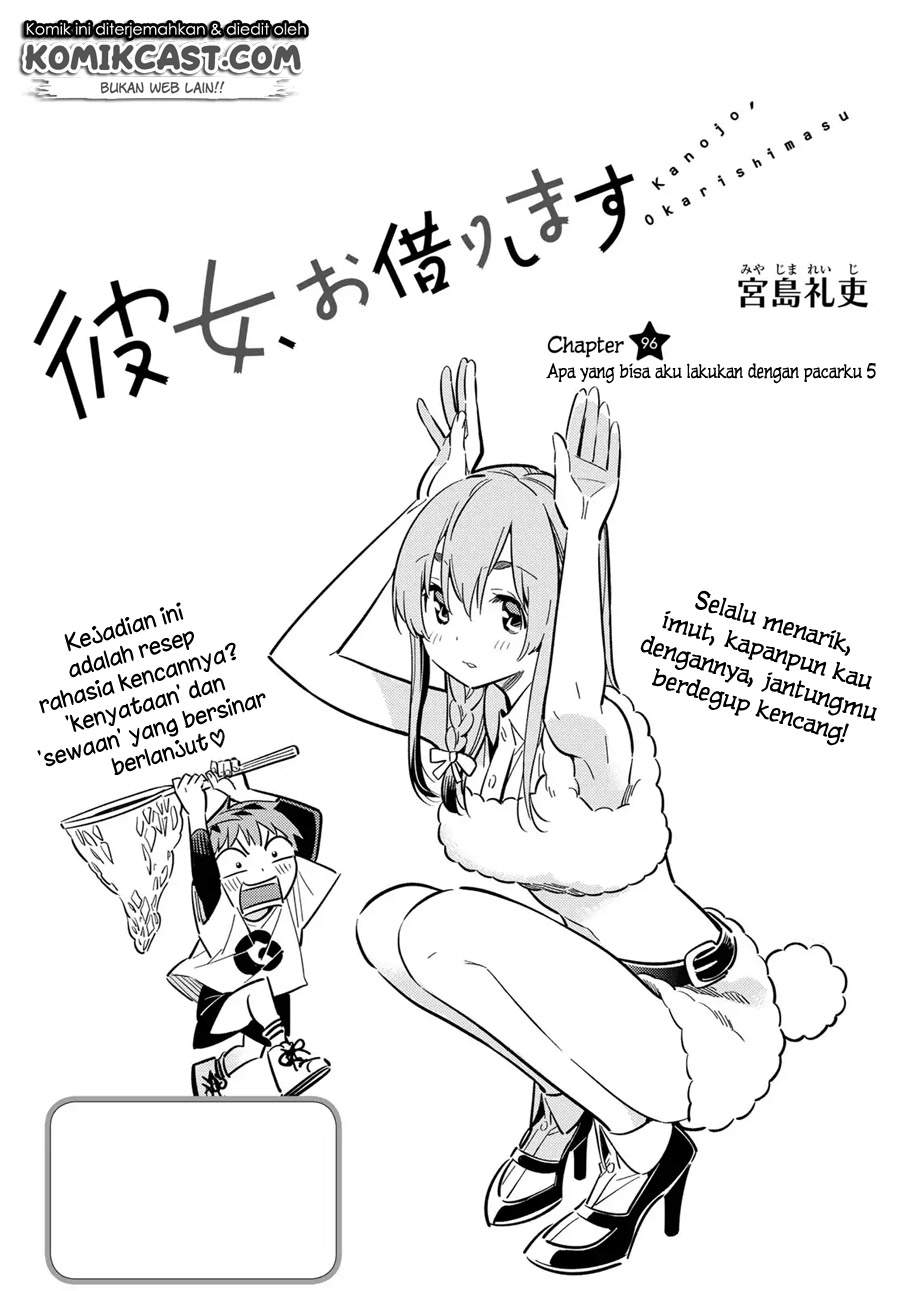 Komik ini diterjemahkan & diedit oleh
KOMIKCAST.COM
BUKAN WEB LAIN!!
彼女、お借りします
Kanojo,
Okarishimasu
みや じま れい じ
宮島礼吏
Chapter 96
Apa yang bisa aku lakukan dengan pacarku 5
Kejadian ini
adalah resep
rahasia kencannya?
'kenyataan' dan
'sewaan' yang bersinar
berlanjut♡
Selalu menarik,
imut, kapanpun kau
dengannya, jantungmu
berdegup kencang!